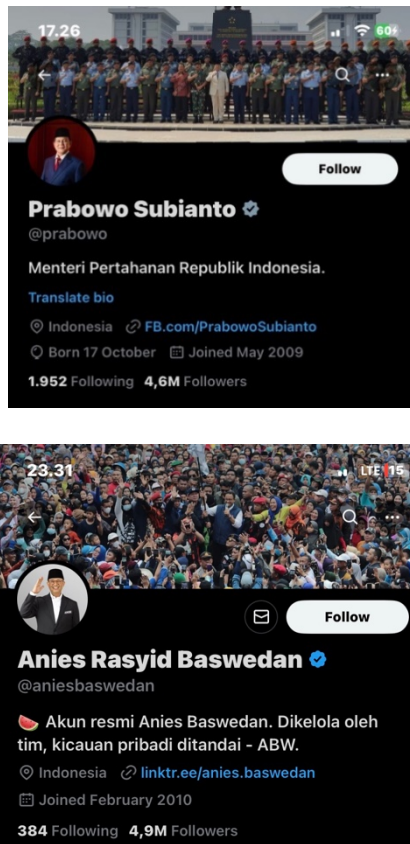 17.26
60
Follow
Prabowo Subianto
@prabowo
Menteri Pertahanan Republik Indonesia.
Translate bio
Indonesia FB.com/PrabowoSubianto
Born 17 October Joined May 2009
1.952 Following 4,6M Followers
23.31
LTE 15
Follow
Anies Rasyid Baswedan
@aniesbaswedan
🍉 Akun resmi Anies Baswedan. Dikelola oleh
tim, kicauan pribadi ditandai - ABW.
Indonesia linktr.ee/anies.baswedan
Joined February 2010
384 Following 4,9M Followers